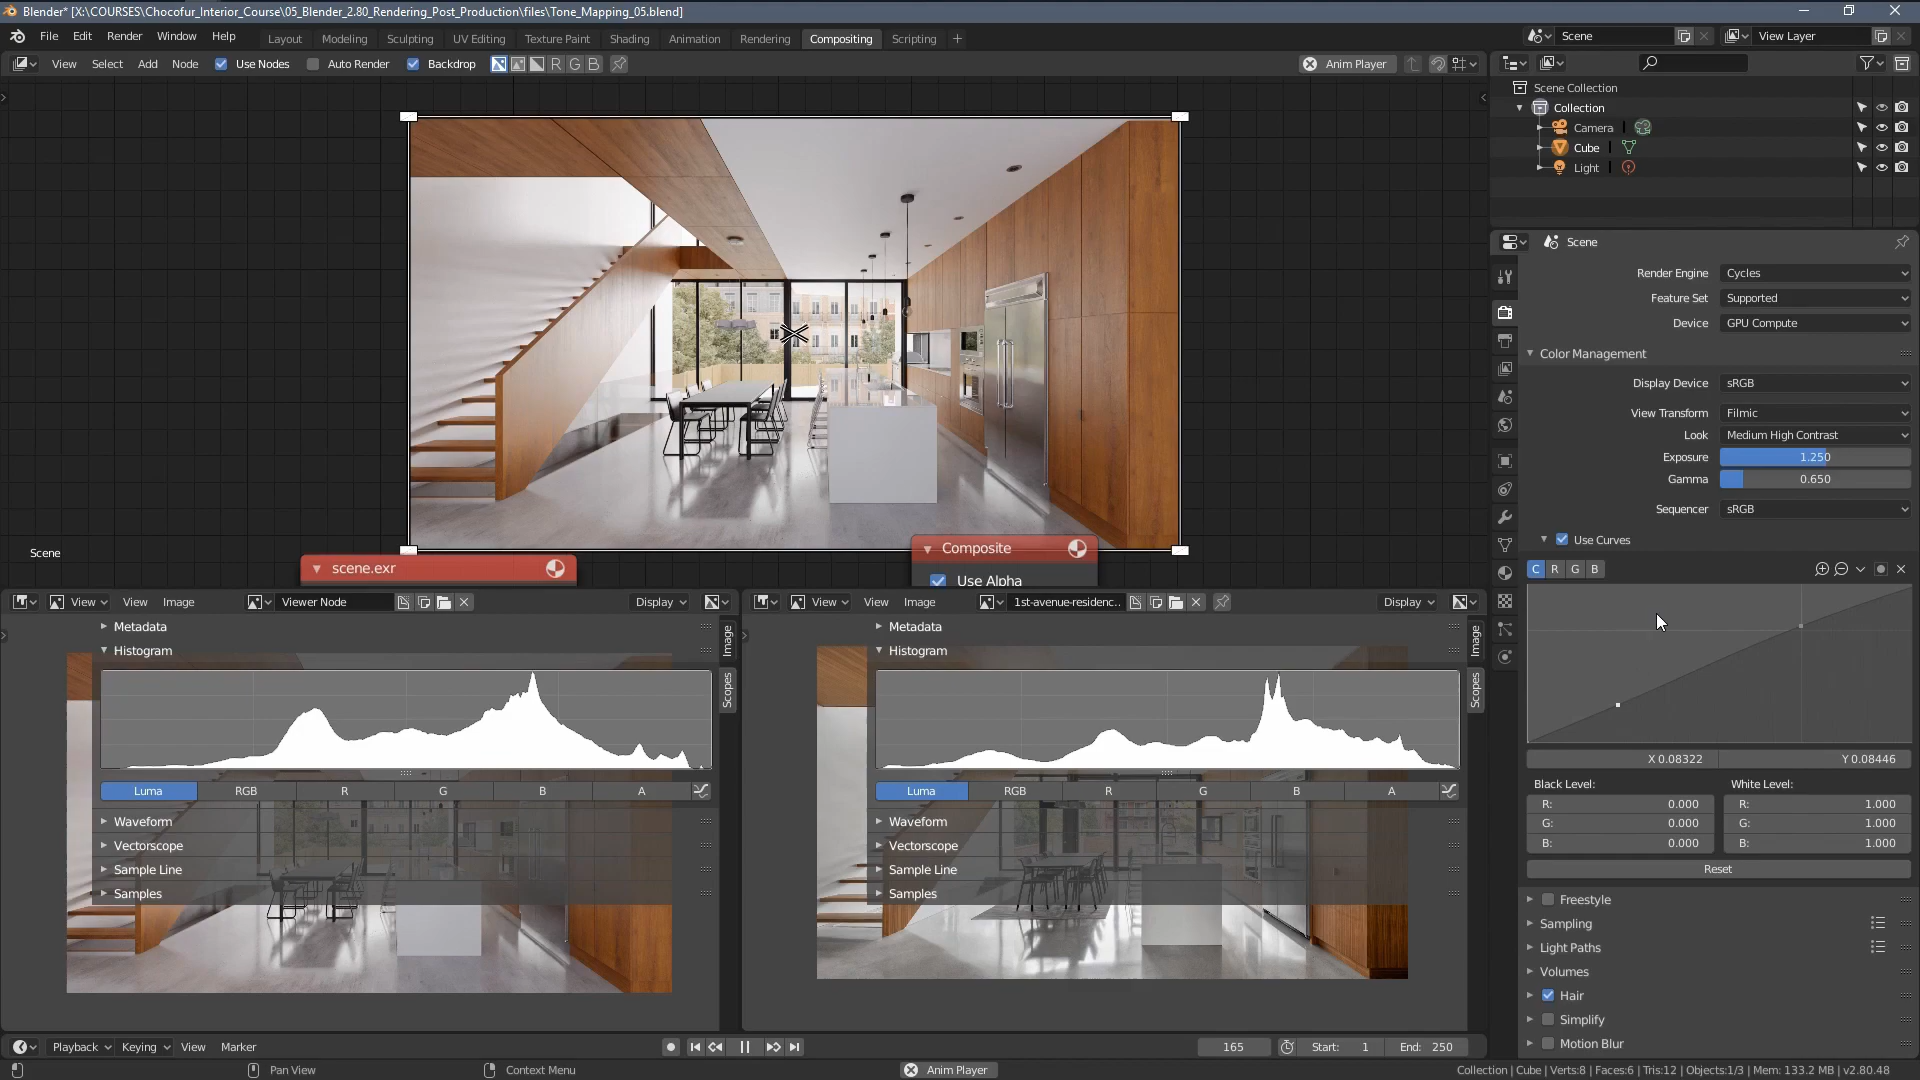 Blender* [X:\COURSES\Chocofur_Interior_Course\05_Blender_2.80_Rendering_Post_Production\files\Tone_Mapping_05.blend]
File Edit Render Window Help
Layout Modeling Sculpting UV Editing Texture Paint Shading Animation Rendering Compositing Scripting +
Scene View Layer
View Select Add Node Use Nodes Auto Render Backdrop R G B Anim Player
Scene Collection
Collection
Camera
Cube
Light
Scene
Render Engine Cycles
Feature Set Supported
Device GPU Compute
Color Management
Display Device sRGB
View Transform Filmic
Look Medium High Contrast
Exposure 1.250
Gamma 0.650
Sequencer sRGB
Use Curves
C R G B
X 0.08322 Y 0.08446
Black Level: White Level:
R: 0.000 R: 1.000
G: 0.000 G: 1.000
B: 0.000 B: 1.000
Reset
Freestyle
Sampling
Light Paths
Volumes
Hair
Simplify
Motion Blur
Scene
scene.exr
Composite
Use Alpha
View View Image Viewer Node Display
Metadata
Histogram
Luma RGB R G B A
Waveform
Vectorscope
Sample Line
Samples
Image
Scopes
View View Image 1st-avenue-residenc.. Display
Metadata
Histogram
Luma RGB R G B A
Waveform
Vectorscope
Sample Line
Samples
Image
Scopes
Playback Keying View Marker 165 Start: 1 End: 250
Pan View Context Menu Anim Player Collection | Cube | Verts:8 | Faces:6 | Tris:12 | Objects:1/3 | Mem: 133.2 MB | v2.80.48